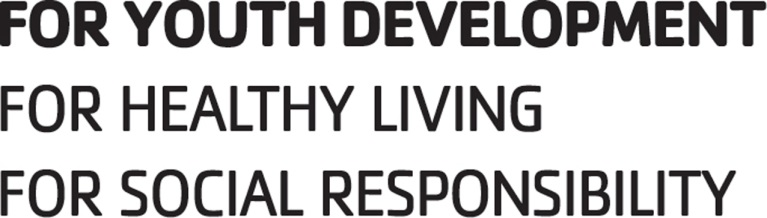 FOR YOUTH DEVELOPMENT
FOR HEALTHY LIVING
FOR SOCIAL RESPONSIBILITY